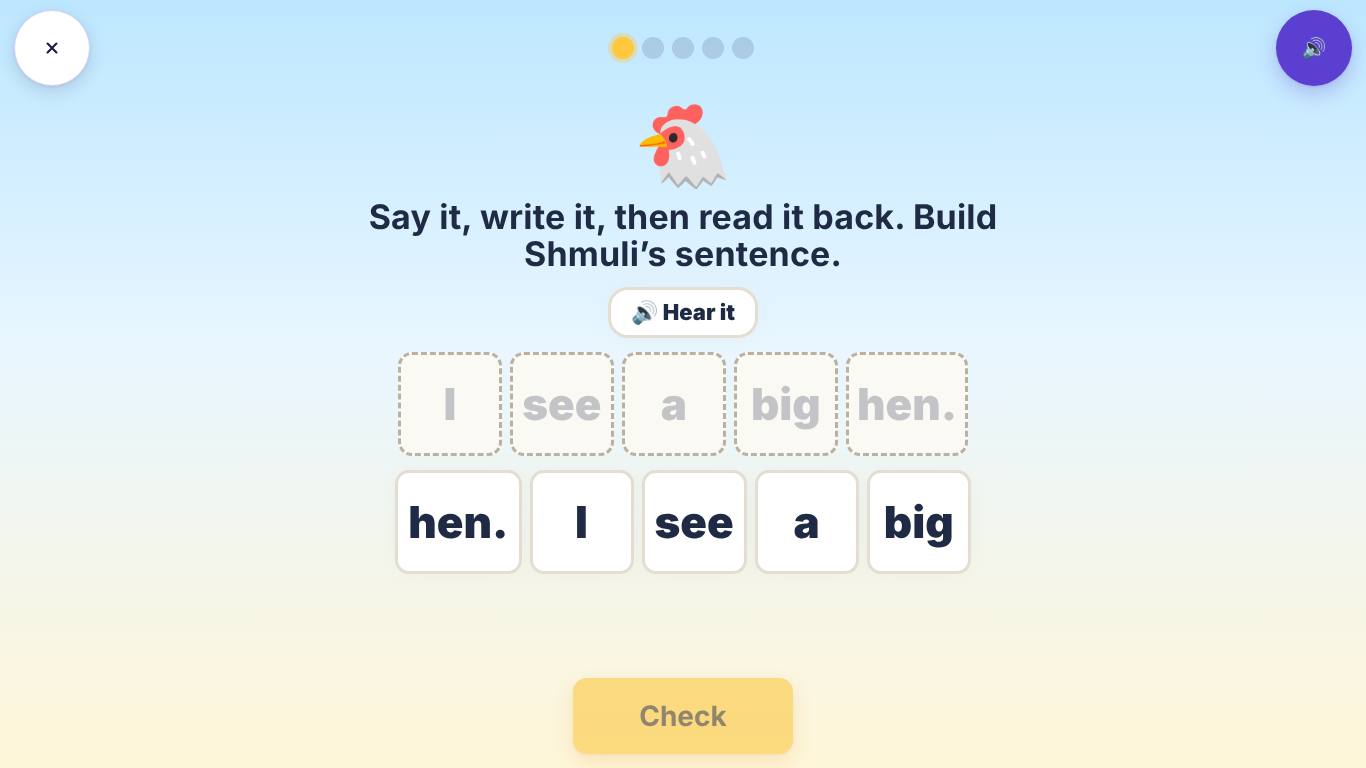 ×
Say it, write it, then read it back. Build
Shmuli’s sentence.
Hear it
I see a big hen.
hen. I see a big
Check